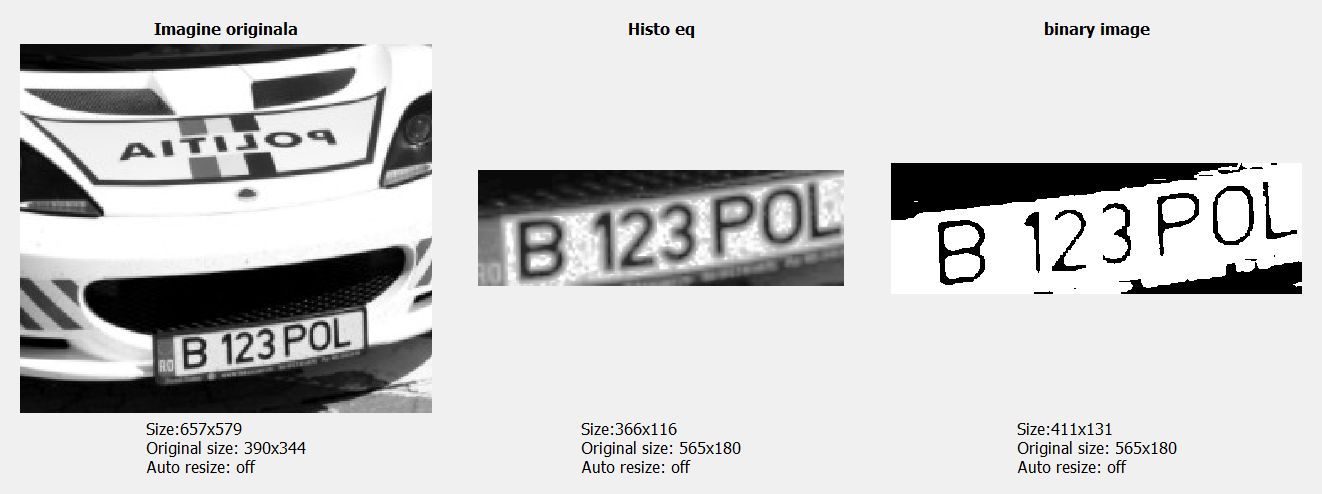 Imagine originala
Histo eq
binary image
POLITIA
B 123 POL
RO
B 123 POL
RO
B 123 POL
Size:657x579
Original size: 390x344
Auto resize: off
Size:366x116
Original size: 565x180
Auto resize: off
Size:411x131
Original size: 565x180
Auto resize: off